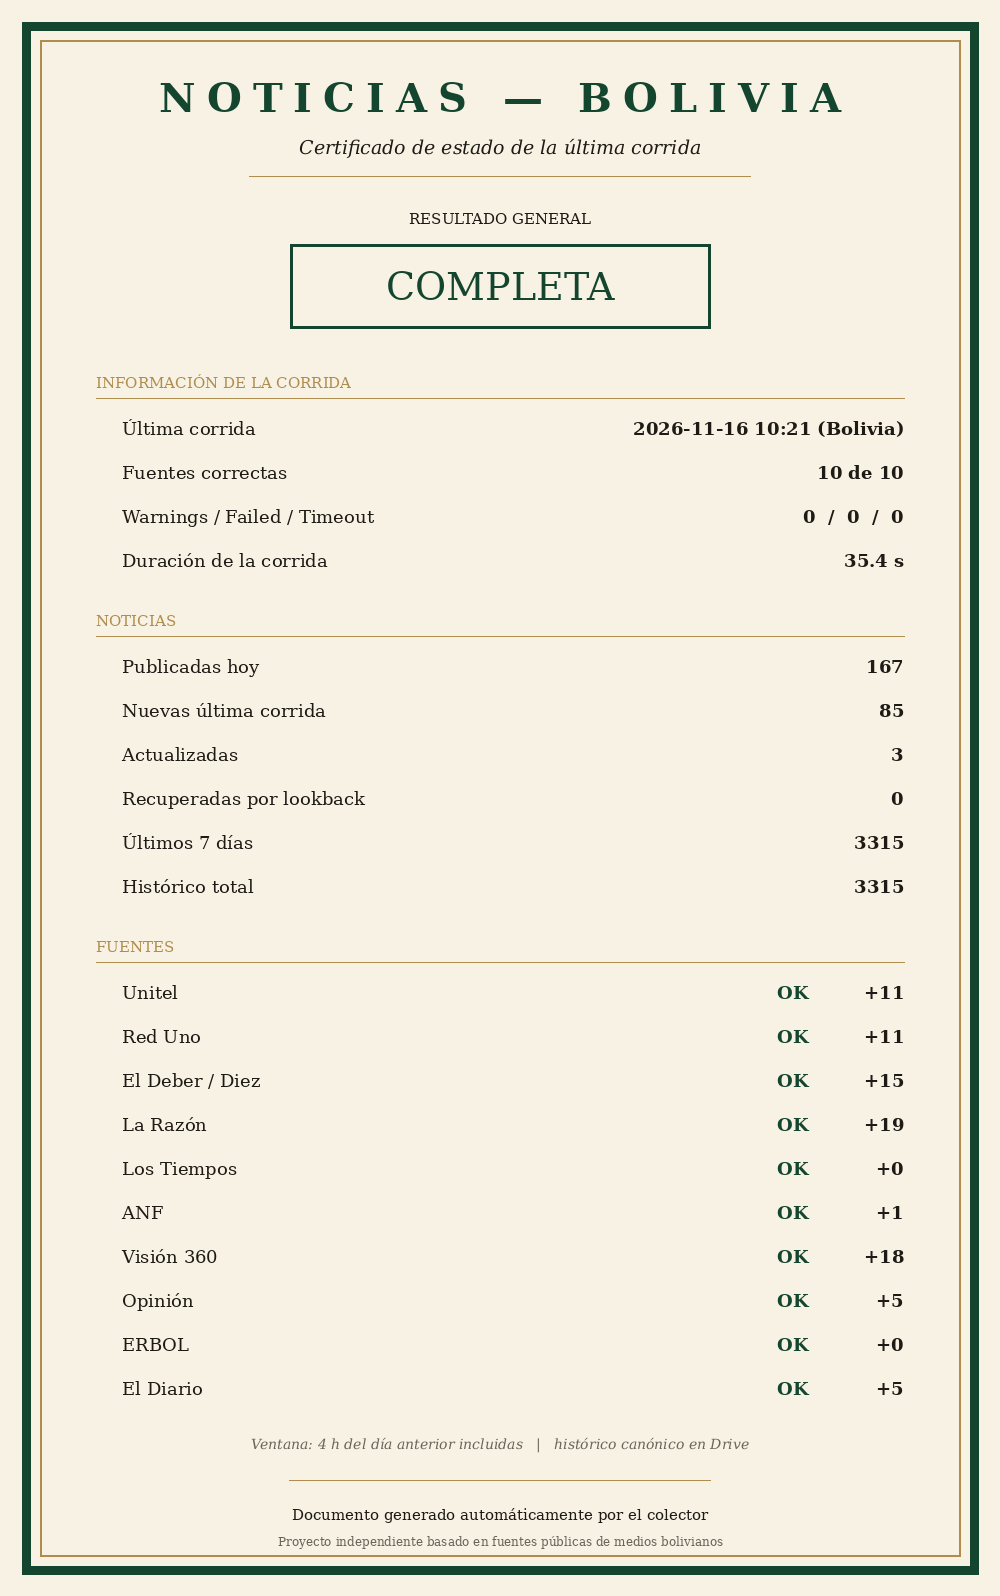 NOTICIAS — BOLIVIA
Certificado de estado de la última corrida
RESULTADO GENERAL
COMPLETA
INFORMACIÓN DE LA CORRIDA
Última corrida 2026-11-16 10:21 (Bolivia)
Fuentes correctas 10 de 10
Warnings / Failed / Timeout 0 / 0 / 0
Duración de la corrida 35.4 s
NOTICIAS
Publicadas hoy 167
Nuevas última corrida 85
Actualizadas 3
Recuperadas por lookback 0
Últimos 7 días 3315
Histórico total 3315
FUENTES
Unitel OK +11
Red Uno OK +11
El Deber / Diez OK +15
La Razón OK +19
Los Tiempos OK +0
ANF OK +1
Visión 360 OK +18
Opinión OK +5
ERBOL OK +0
El Diario OK +5
Ventana: 4 h del día anterior incluidas | histórico canónico en Drive
Documento generado automáticamente por el colector
Proyecto independiente basado en fuentes públicas de medios bolivianos